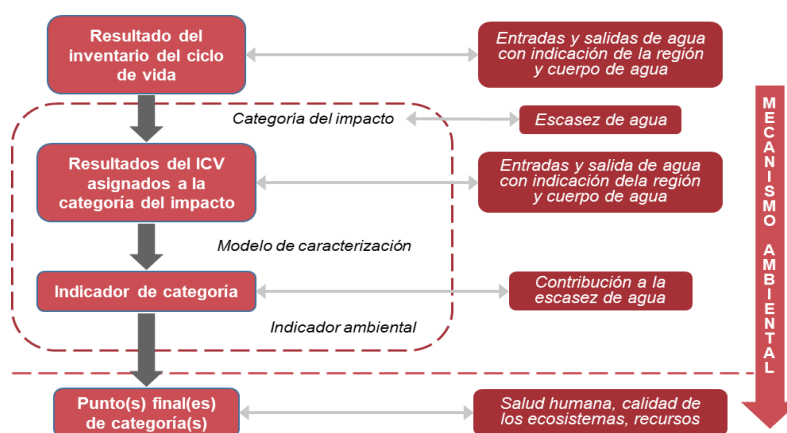 Resultado del
inventario del ciclo
de vida
Entradas y salidas de agua
con indicación de la región
y cuerpo de agua
Categoría del impacto
Escasez de agua
Resultados del ICV
asignados a la
categoría del impacto
Entradas y salida de agua
con indicación dela región
y cuerpo de agua
Modelo de caracterización
Indicador de categoría
Contribución a la
escasez de agua
Indicador ambiental
Punto(s) final(es)
de categoría(s)
Salud humana, calidad de
los ecosistemas, recursos
MECANISMO AMBIENTAL